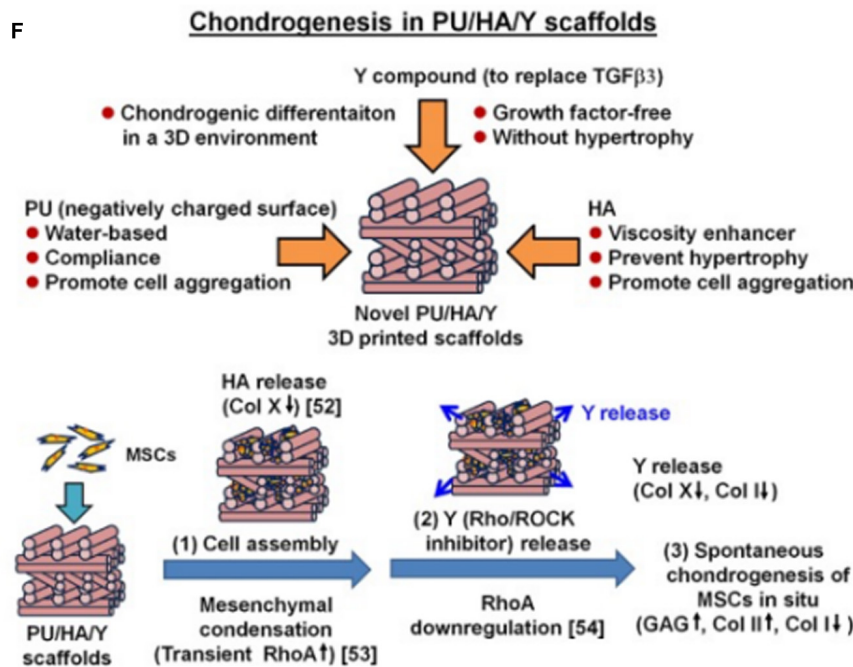 F
Chondrogenesis in PU/HA/Y scaffolds
Y compound (to replace TGFβ3)
● Chondrogenic differentaiton
in a 3D environment
● Growth factor-free
● Without hypertrophy
PU (negatively charged surface)
● Water-based
● Compliance
● Promote cell aggregation
HA
● Viscosity enhancer
● Prevent hypertrophy
● Promote cell aggregation
Novel PU/HA/Y
3D printed scaffolds
MSCs
PU/HA/Y
scaffolds
HA release
(Col X⬇) [52]
(1) Cell assembly
Mesenchymal
condensation
(Transient RhoA⬆) [53]
Y release
(2) Y (Rho/ROCK
inhibitor) release
RhoA
downregulation [54]
Y release
(Col X⬇, Col I⬇)
(3) Spontaneous
chondrogenesis of
MSCs in situ
(GAG⬆, Col II⬆, Col I⬇)